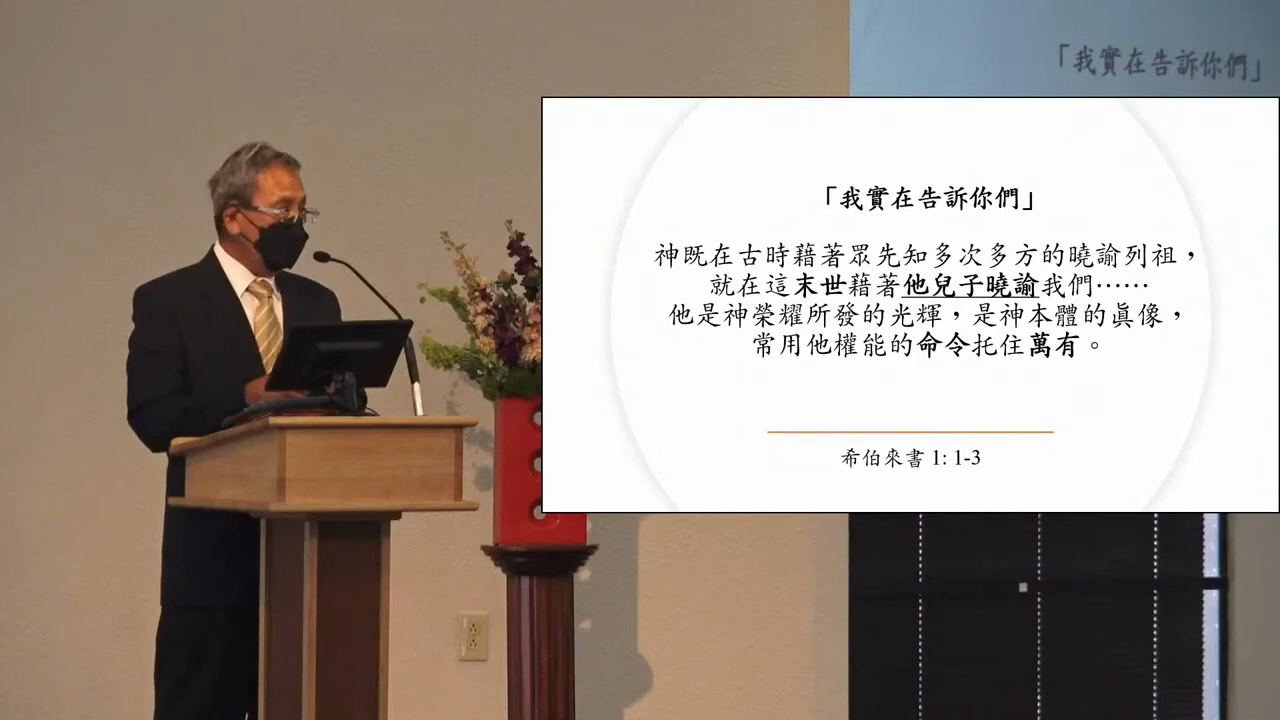 「我實在告訴你們」
「我實在告訴你們」
神既在古時藉著眾先知多次多方的曉諭列祖，
就在這末世藉著他兒子曉諭我們⋯⋯
他是神榮耀所發的光輝，是神本體的真像，
常用他權能的命令托住萬有。
希伯來書 1: 1-3